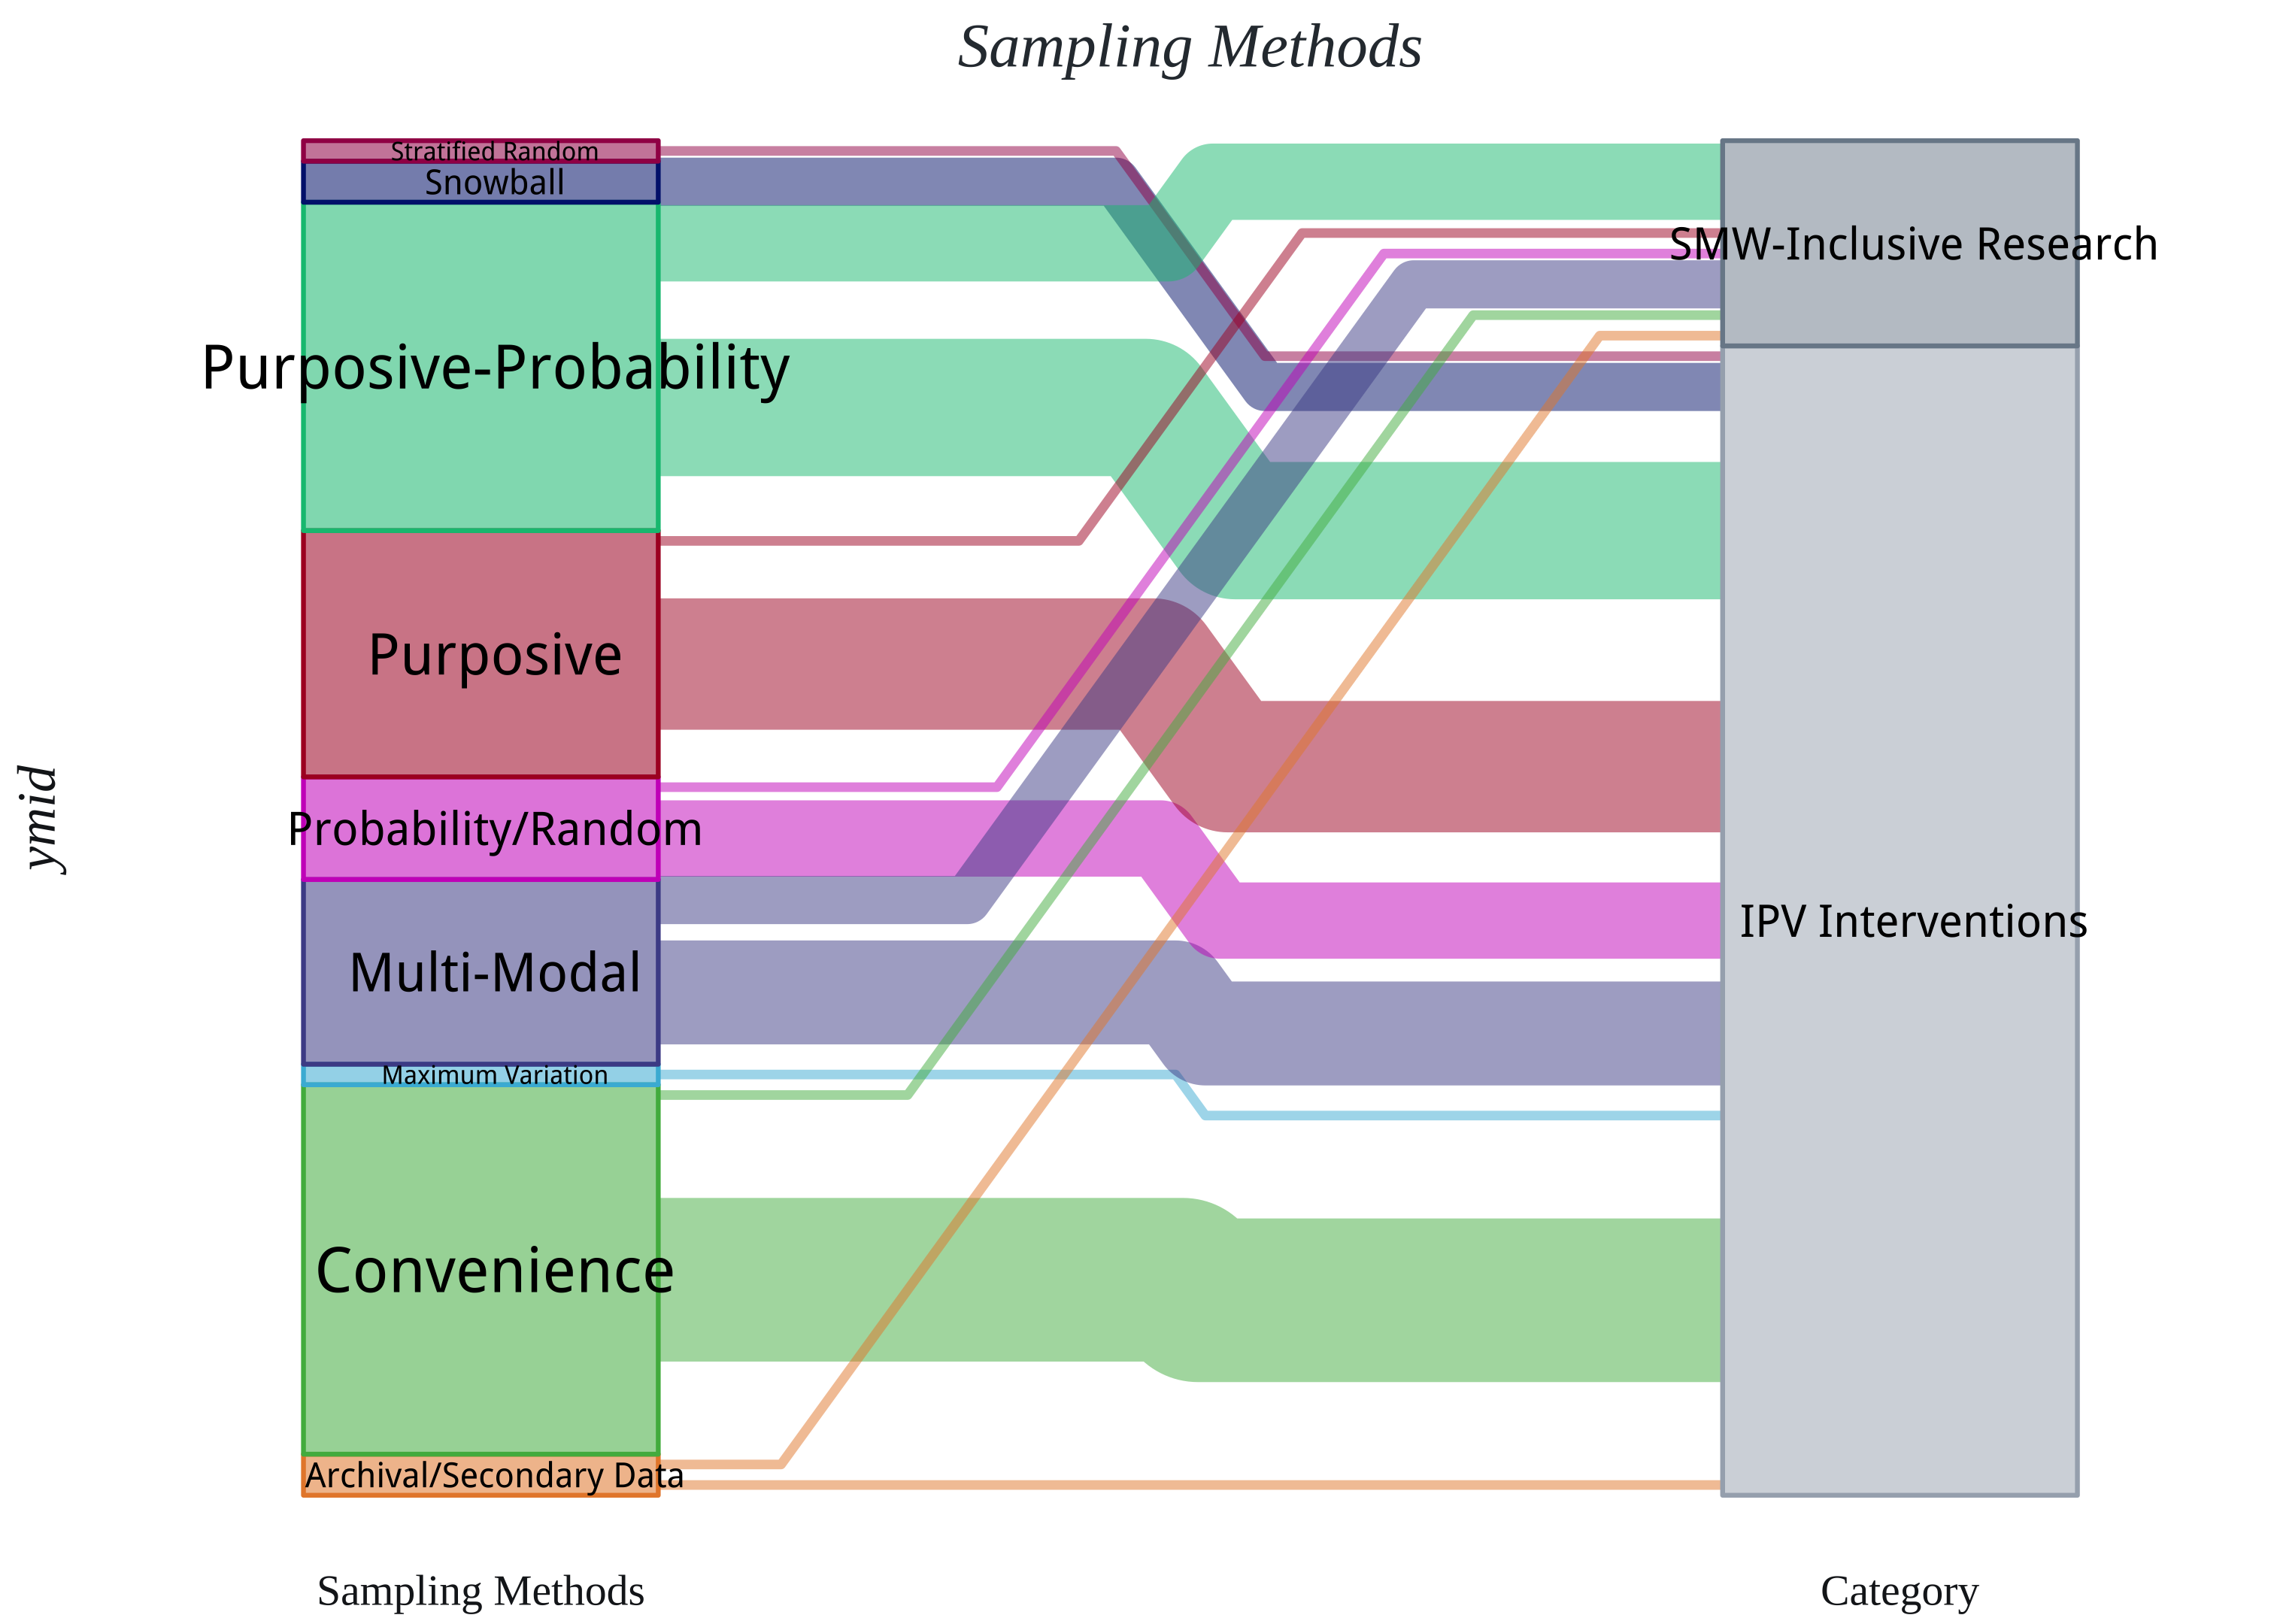 Sampling Methods
Stratified Random
Snowball
SMW-Inclusive Research
Purposive-Probability
Purposive
ymid
Probability/Random
IPV Interventions
Multi-Modal
Maximum Variation
Convenience
Archival/Secondary Data
Sampling Methods
Category